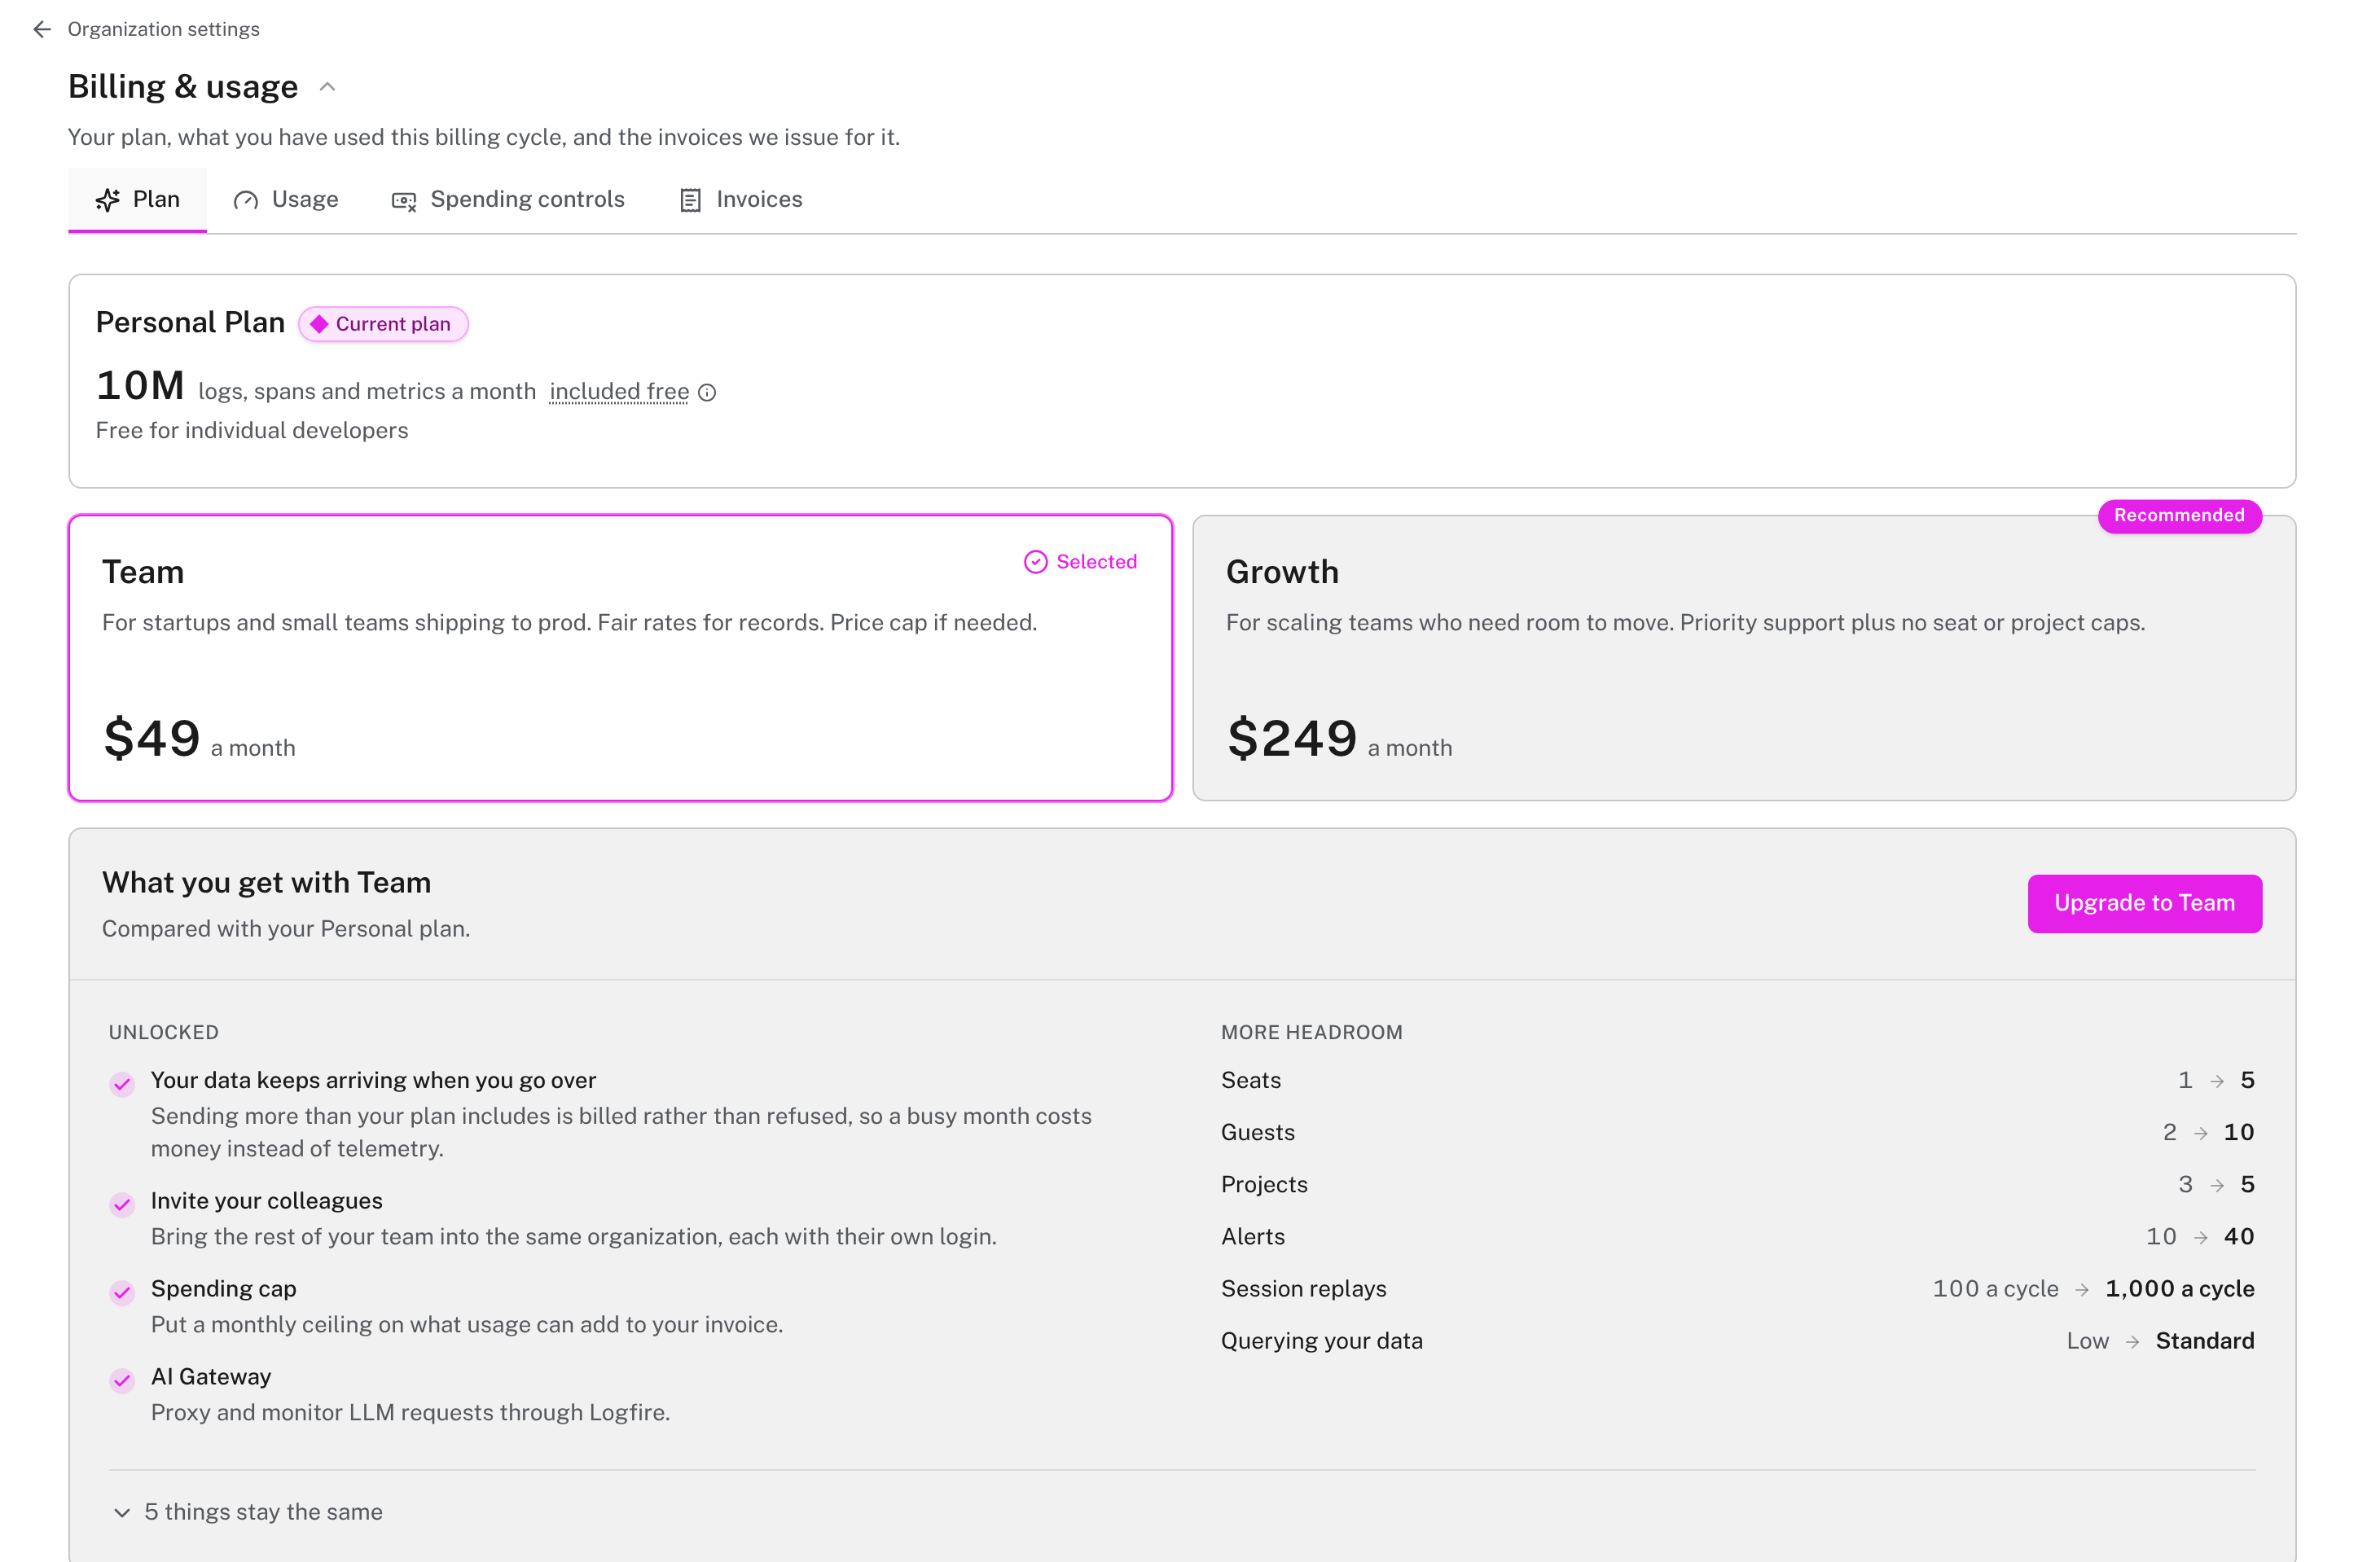 Organization settings
Billing & usage
Your plan, what you have used this billing cycle, and the invoices we issue for it.
Plan
Usage
Spending controls
Invoices
Personal Plan
Current plan
10M logs, spans and metrics a month included free
Free for individual developers
Team
Selected
For startups and small teams shipping to prod. Fair rates for records. Price cap if needed.
$49 a month
Recommended
Growth
For scaling teams who need room to move. Priority support plus no seat or project caps.
$249 a month
What you get with Team
Compared with your Personal plan.
Upgrade to Team
UNLOCKED
Your data keeps arriving when you go over
Sending more than your plan includes is billed rather than refused, so a busy month costs
money instead of telemetry.
Invite your colleagues
Bring the rest of your team into the same organization, each with their own login.
Spending cap
Put a monthly ceiling on what usage can add to your invoice.
AI Gateway
Proxy and monitor LLM requests through Logfire.
MORE HEADROOM
Seats 1 → 5
Guests 2 → 10
Projects 3 → 5
Alerts 10 → 40
Session replays 100 a cycle → 1,000 a cycle
Querying your data Low → Standard
5 things stay the same